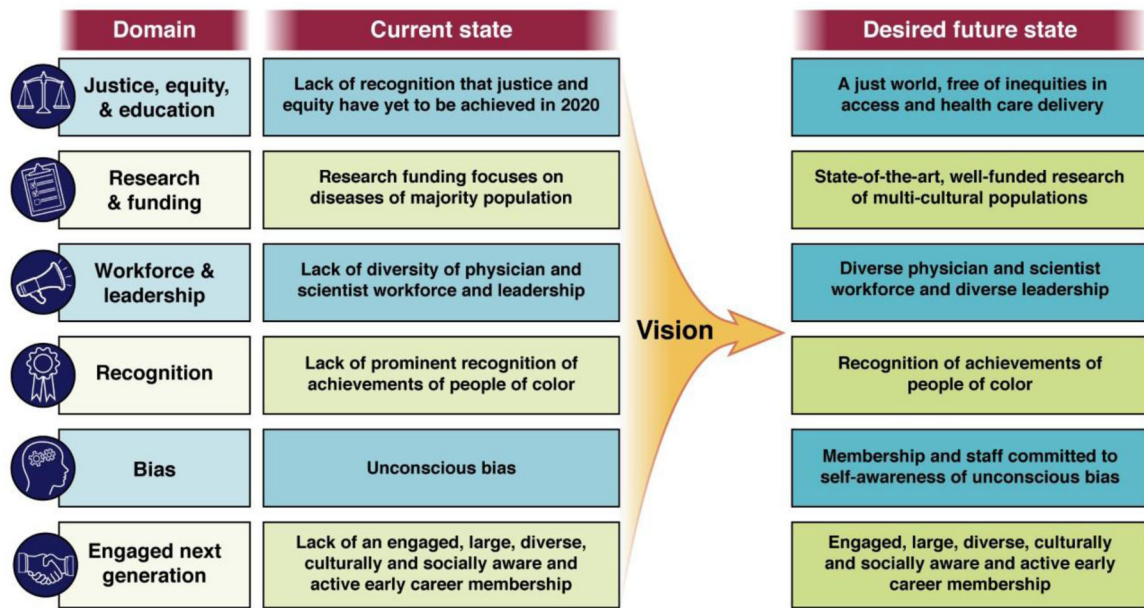 Domain
Current state
Desired future state
Justice, equity,
& education
Lack of recognition that justice and
equity have yet to be achieved in 2020
A just world, free of inequities in
access and health care delivery
Research
& funding
Research funding focuses on
diseases of majority population
State-of-the-art, well-funded research
of multi-cultural populations
Workforce &
leadership
Lack of diversity of physician and
scientist workforce and leadership
Diverse physician and scientist
workforce and diverse leadership
Vision
Recognition
Lack of prominent recognition of
achievements of people of color
Recognition of achievements of
people of color
Bias
Unconscious bias
Membership and staff committed to
self-awareness of unconscious bias
Engaged next
generation
Lack of an engaged, large, diverse,
culturally and socially aware and
active early career membership
Engaged, large, diverse, culturally
and socially aware and active early
career membership